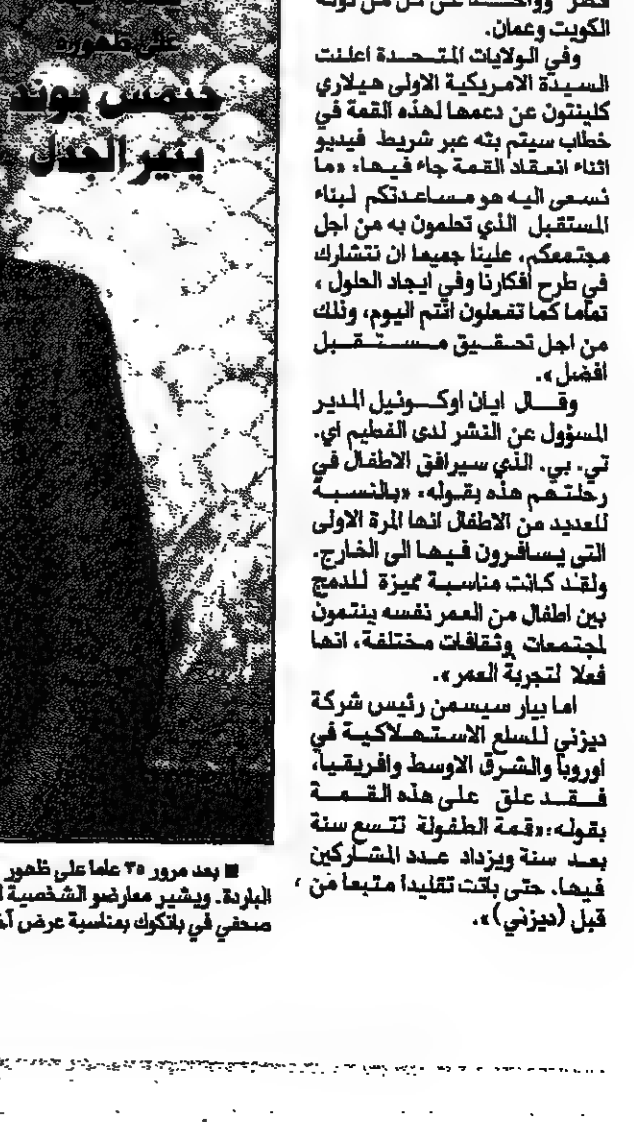 الكويت وعمان.
وفي الولايات المتحدة اعلنت
السيدة الامريكية الاولى هيلاري
كلينتون عن دعمها لهذه القمة في
خطاب سيتم بثه عبر شريط فيديو
اثناء انعقاد القمة جاء فيها: «ما
نسعى اليه هو مساعدتكم لبناء
المستقبل الذي تحلمون به من اجل
مجتمعكم، علينا جميعا ان نتشارك
في طرح افكارنا وفي ايجاد الحلول ،
تماما كما تفعلون انتم اليوم، وذلك
من اجل تحقيق مستقبل
افضل».
وقال ايان اوكونيل المدير
المسؤول عن النشر لدى الفطيم اي.
تي. بي. الذي سيرافق الاطفال في
رحلتهم هذه بقوله: «بالنسبة
للعديد من الاطفال انها المرة الاولى
التي يسافرون فيها الى الخارج.
ولقد كانت مناسبة مميزة للدمج
بين اطفال من العمر نفسه ينتمون
لمجتمعات وثقافات مختلفة، انها
فعلا لتجربة العمر».
اما بيار سيسمن رئيس شركة
ديزني للسلع الاستهلاكية في
اوروبا والشرق الاوسط وافريقيا،
فقد علق على هذه القمة
بقوله: «قمة الطفولة تتسع سنة
بعد سنة ويزداد عدد المشاركين
فيها. حتى باتت تقليدا متبعا من
قبل (ديزني)».
على ظهوره
جيمس بوند
يثير الجدل
■ بعد مرور ٣٥ عاما على ظهور
الباردة. ويشير معارضو الشخصية
صحفي في بانكوك بمناسبة عرض